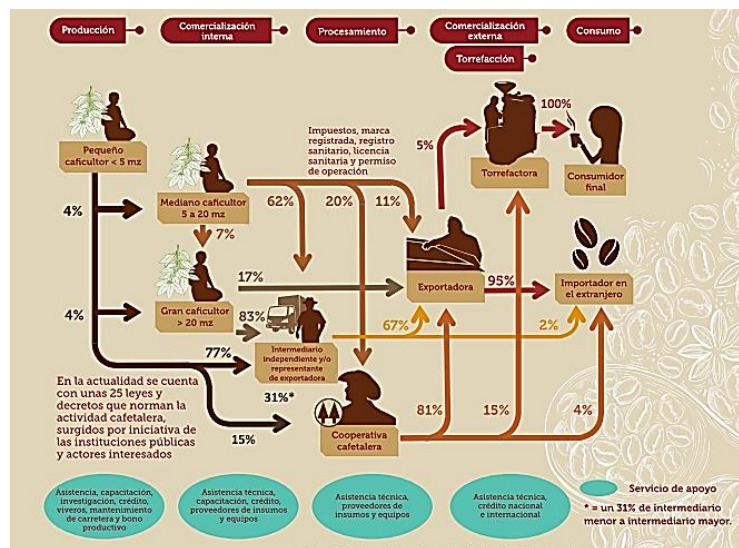 Producción
Comercialización
interna
Procesamiento
Comercialización
externa
Torrefacción
Consumo
Pequeño
caficultor < 5 mz
Impuestos, marca
registrada, registro
sanitario, licencia
sanitaria y permiso
de operación
5%
100%
Torrefactora
Consumidor
final
4%
Mediano caficultor
5 a 20 mz
62%
20%
11%
7%
Gran caficultor
> 20 mz
17%
Exportadora
95%
Importador en
el extranjero
4%
83%
67%
2%
77%
Intermediario
independiente y/o
representante
de exportadora
31%*
En la actualidad se cuenta
con unas 25 leyes y
decretos que norman la
actividad cafetalera,
surgidos por iniciativa de
las instituciones públicas
y actores interesados
15%
Cooperativa
cafetalera
81%
15%
4%
Asistencia, capacitación,
investigación, crédito,
viveros, mantenimiento
de carretera y bono
productivo
Asistencia técnica,
capacitación, crédito,
proveedores de insumos
y equipos
Asistencia técnica,
proveedores de
insumos y equipos
Asistencia técnica,
crédito nacional
e internacional
Servicio de apoyo
* = un 31% de intermediario
menor a intermediario mayor.